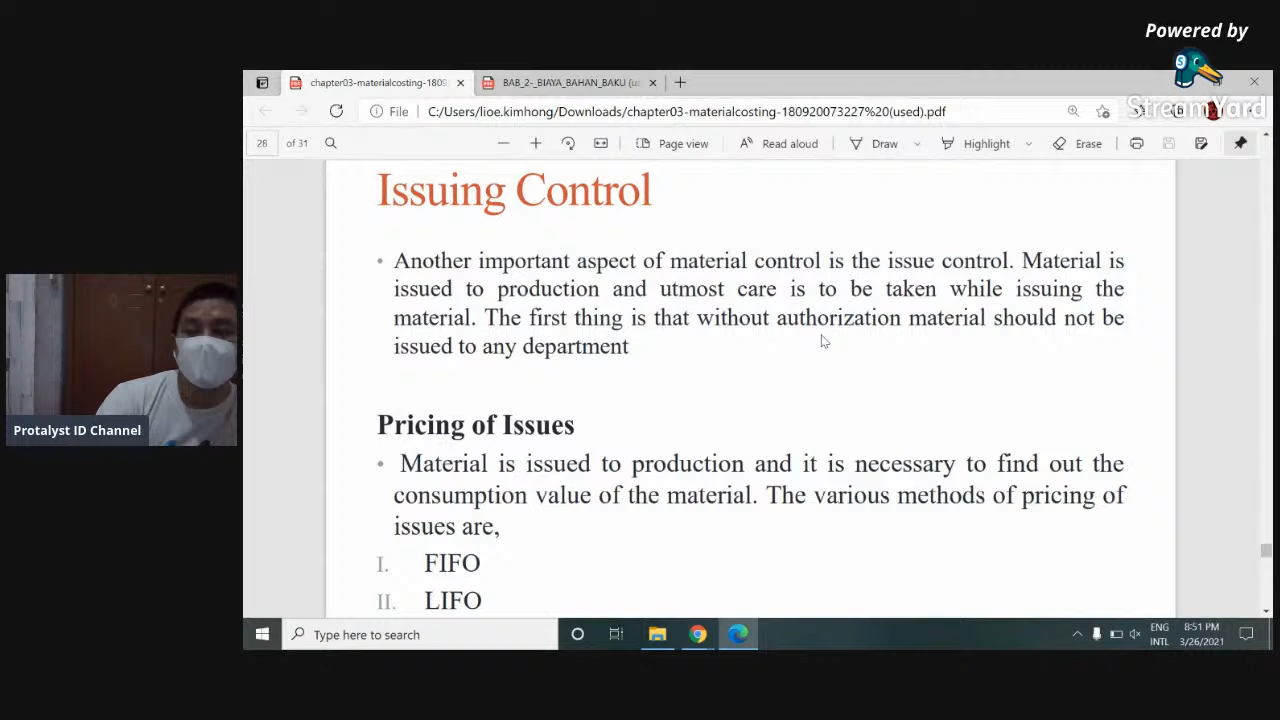 Powered by
S
StreamYard
chapter03-materialcosting-1809
BAB_2-_BIAYA_BAHAN_BAKU (u
File
C:/Users/lioe.kimhong/Downloads/chapter03-materialcosting-180920073227%20(used).pdf
28 of 31
Page view
Read aloud
Draw
Highlight
Erase
Issuing Control
• Another important aspect of material control is the issue control. Material is
issued to production and utmost care is to be taken while issuing the
material. The first thing is that without authorization material should not be
issued to any department
Pricing of Issues
• Material is issued to production and it is necessary to find out the
consumption value of the material. The various methods of pricing of
issues are,
I. FIFO
II. LIFO
Protalyst ID Channel
Type here to search
ENG
INTL
8:51 PM
3/26/2021